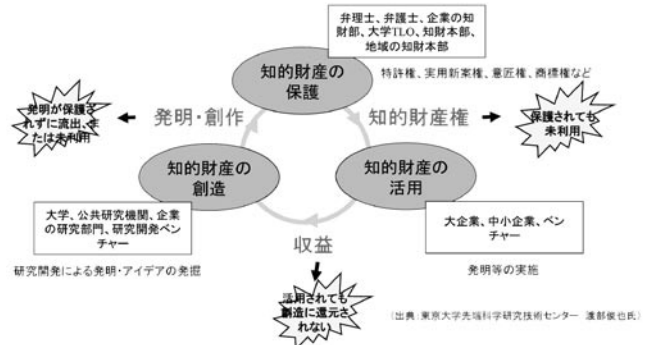 弁理士、弁護士、企業の知
財部、大学TLO、知財本部、
地域の知財本部
知的財産の
保護
特許権、実用新案権、意匠権、商標権など
発明が保護さ
れずに流出、ま
たは未利用
発明・創作
知的財産権
保護されても
未利用
知的財産の
創造
知的財産の
活用
大学、公共研究機関、企業
の研究部門、研究開発ベン
チャー
大企業、中小企業、ベン
チャー
収益
研究開発による発明・アイデアの発掘
発明等の実施
活用されても
創造に還元さ
れない
（出典：東京大学先端科学研究技術センター 渡部俊也氏）